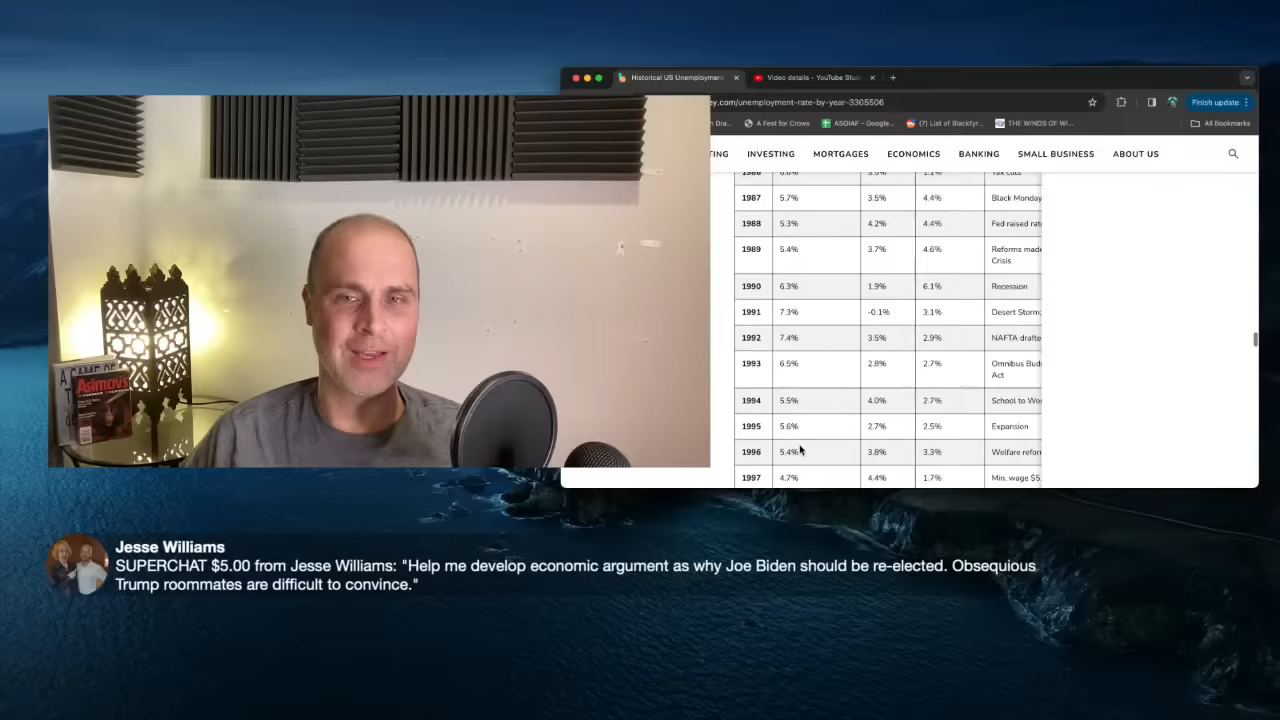 Historical US Unemployment
Video details - YouTube Stud
ey.com/unemployment-rate-by-year-3305506
Finish update
Dra...
A Fest for Crows
ASOIAF - Google...
(7) List of Blackfyr...
THE WINDS OF WI...
All Bookmarks
TING INVESTING MORTGAGES ECONOMICS BANKING SMALL BUSINESS ABOUT US
1987 5.7% 3.5% 4.4% Black Monday
1988 5.3% 4.2% 4.4% Fed raised rat
1989 5.4% 3.7% 4.6% Reforms made
Crisis
1990 6.3% 1.9% 6.1% Recession
1991 7.3% -0.1% 3.1% Desert Storm;
1992 7.4% 3.5% 2.9% NAFTA drafte
1993 6.5% 2.8% 2.7% Omnibus Bud
Act
1994 5.5% 4.0% 2.7% School to Wo
1995 5.6% 2.7% 2.5% Expansion
1996 5.4% 3.8% 3.3% Welfare refor
1997 4.7% 4.4% 1.7% Min. wage $5.
A GAME OF
Asimov's
Jesse Williams
SUPERCHAT $5.00 from Jesse Williams: "Help me develop economic argument as why Joe Biden should be re-elected. Obsequious
Trump roommates are difficult to convince."